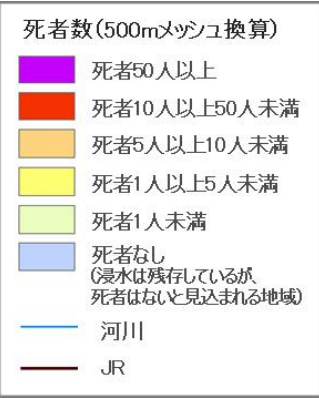 死者数(500mメッシュ換算)
死者50人以上
死者10人以上50人未満
死者5人以上10人未満
死者1人以上5人未満
死者1人未満
死者なし
(浸水は残存しているが、
死者はないと見込まれる地域)
河川
JR